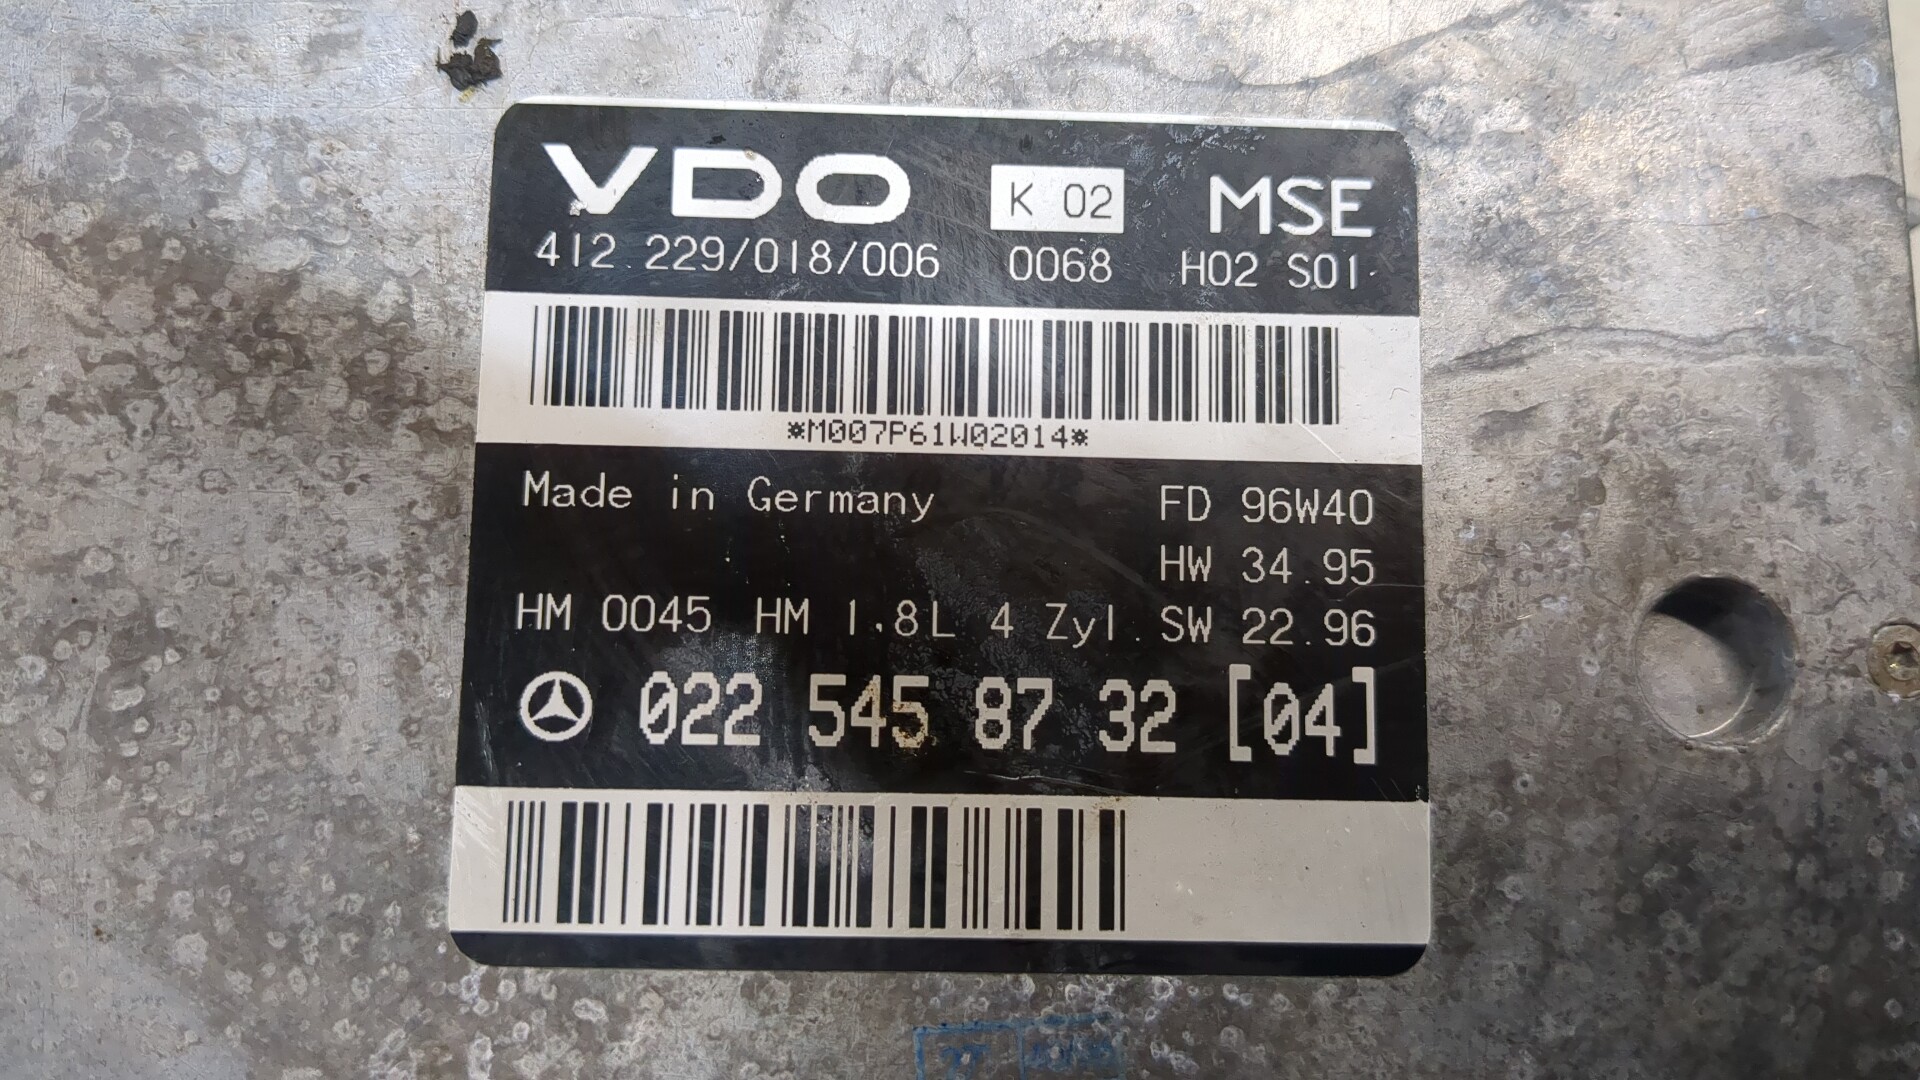 VDO K 02 MSE
412.229/018/006 0068 H02 S01
*M007P61W02014*
Made in Germany FD 96W40
HW 34.95
HM 0045 HM 1.8L 4 Zyl. SW 22.96
022 545 87 32 [04]